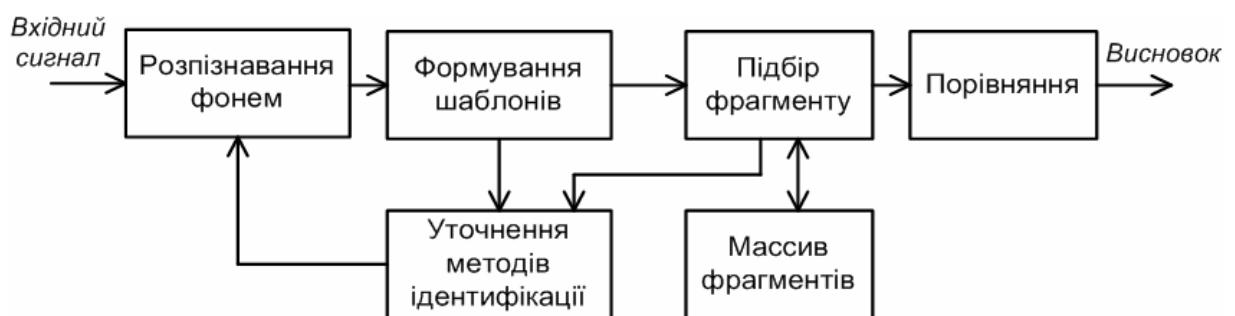 Вхідний
сигнал
Розпізнавання
фонем
Формування
шаблонів
Підбір
фрагменту
Порівняння
Висновок
Уточнення
методів
ідентифікації
Массив
фрагментів